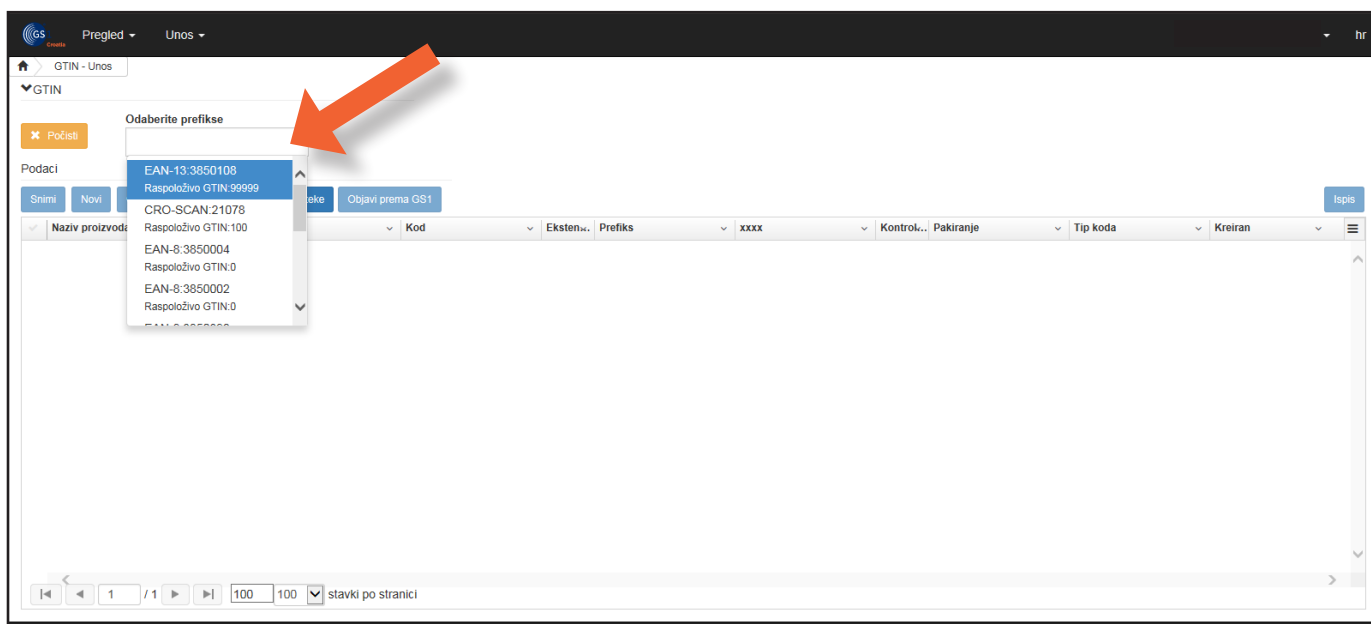 GS Pregled Unos hr
Croatia
GTIN - Unos
GTIN
Odaberite prefikse
Počisti
Podaci
EAN-13:3850108
Raspoloživo GTIN:99999
CRO-SCAN:21078
Raspoloživo GTIN:100
EAN-8:3850004
Raspoloživo GTIN:0
EAN-8:3850002
Raspoloživo GTIN:0
Snimi Novi eke Objavi prema GS1 Ispis
Naziv proizvoda Kod Eksten... Prefiks xxxx Kontrol... Pakiranje Tip koda Kreiran
1 / 1 100 100 stavki po stranici